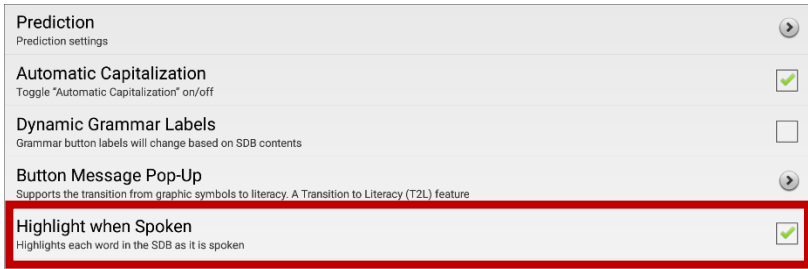 Prediction
Prediction settings
Automatic Capitalization
Toggle “Automatic Capitalization” on/off
Dynamic Grammar Labels
Grammar button labels will change based on SDB contents
Button Message Pop-Up
Supports the transition from graphic symbols to literacy. A Transition to Literacy (T2L) feature
Highlight when Spoken
Highlights each word in the SDB as it is spoken